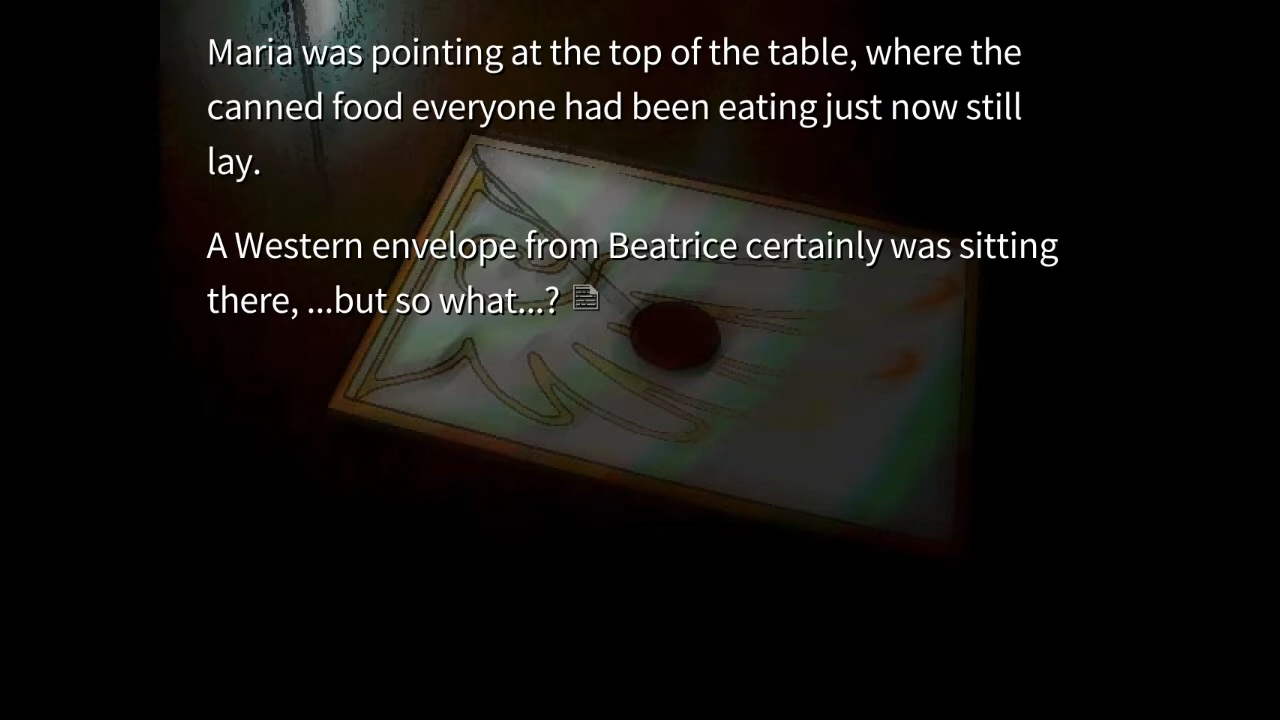 Maria was pointing at the top of the table, where the
canned food everyone had been eating just now still
lay.
A Western envelope from Beatrice certainly was sitting
there, ...but so what...?